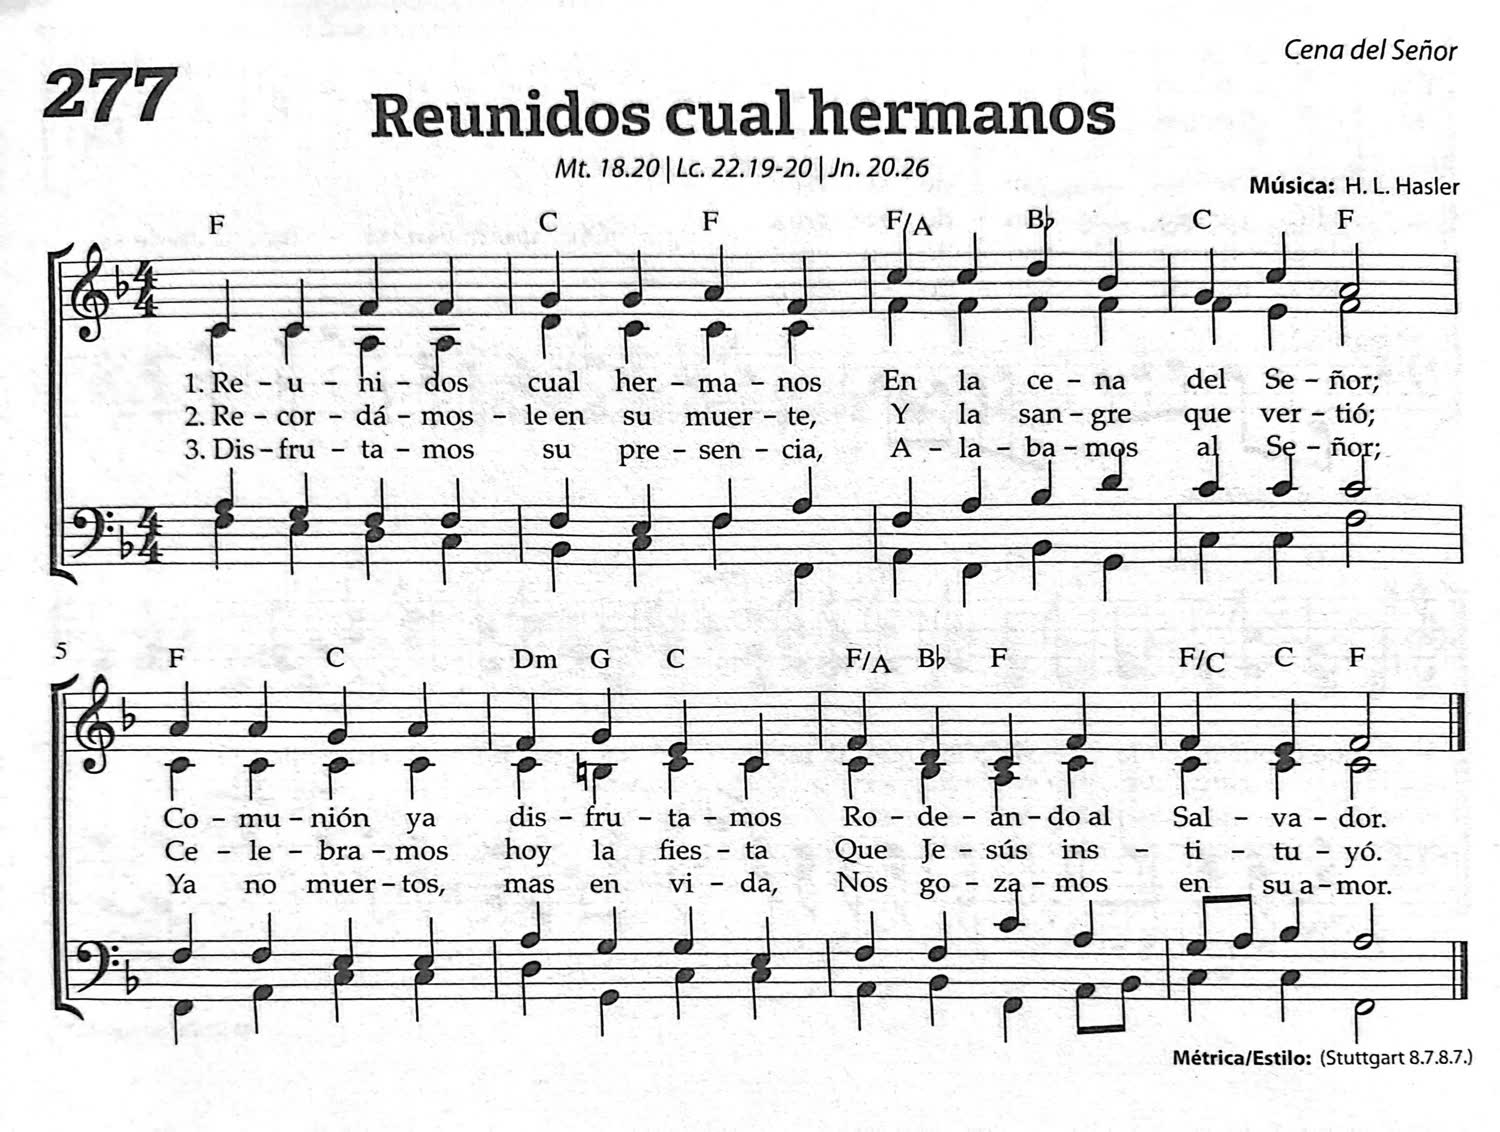 Cena del Señor
277
Reunidos cual hermanos
Mt. 18.20 | Lc. 22.19-20 | Jn. 20.26
Música: H. L. Hasler
F C F F/A B♭ C F
1. Re – u – ni – dos cual her – ma – nos En la ce – na del Se – ñor;
2. Re – cor – dá – mos – le en su muer – te, Y la san – gre que ver – tió;
3. Dis – fru – ta – mos su pre – sen – cia, A – la – ba – mos al Se – ñor;
5 F C Dm G C F/A B♭ F F/C C F
Co – mu – nión ya dis – fru – ta – mos Ro – de – an – do al Sal – va – dor.
Ce – le – bra – mos hoy la fies – ta Que Je – sús ins – ti – tu – yó.
Ya no muer – tos, mas en vi – da, Nos go – za – mos en su a – mor.
Métrica/Estilo: (Stuttgart 8.7.8.7.)